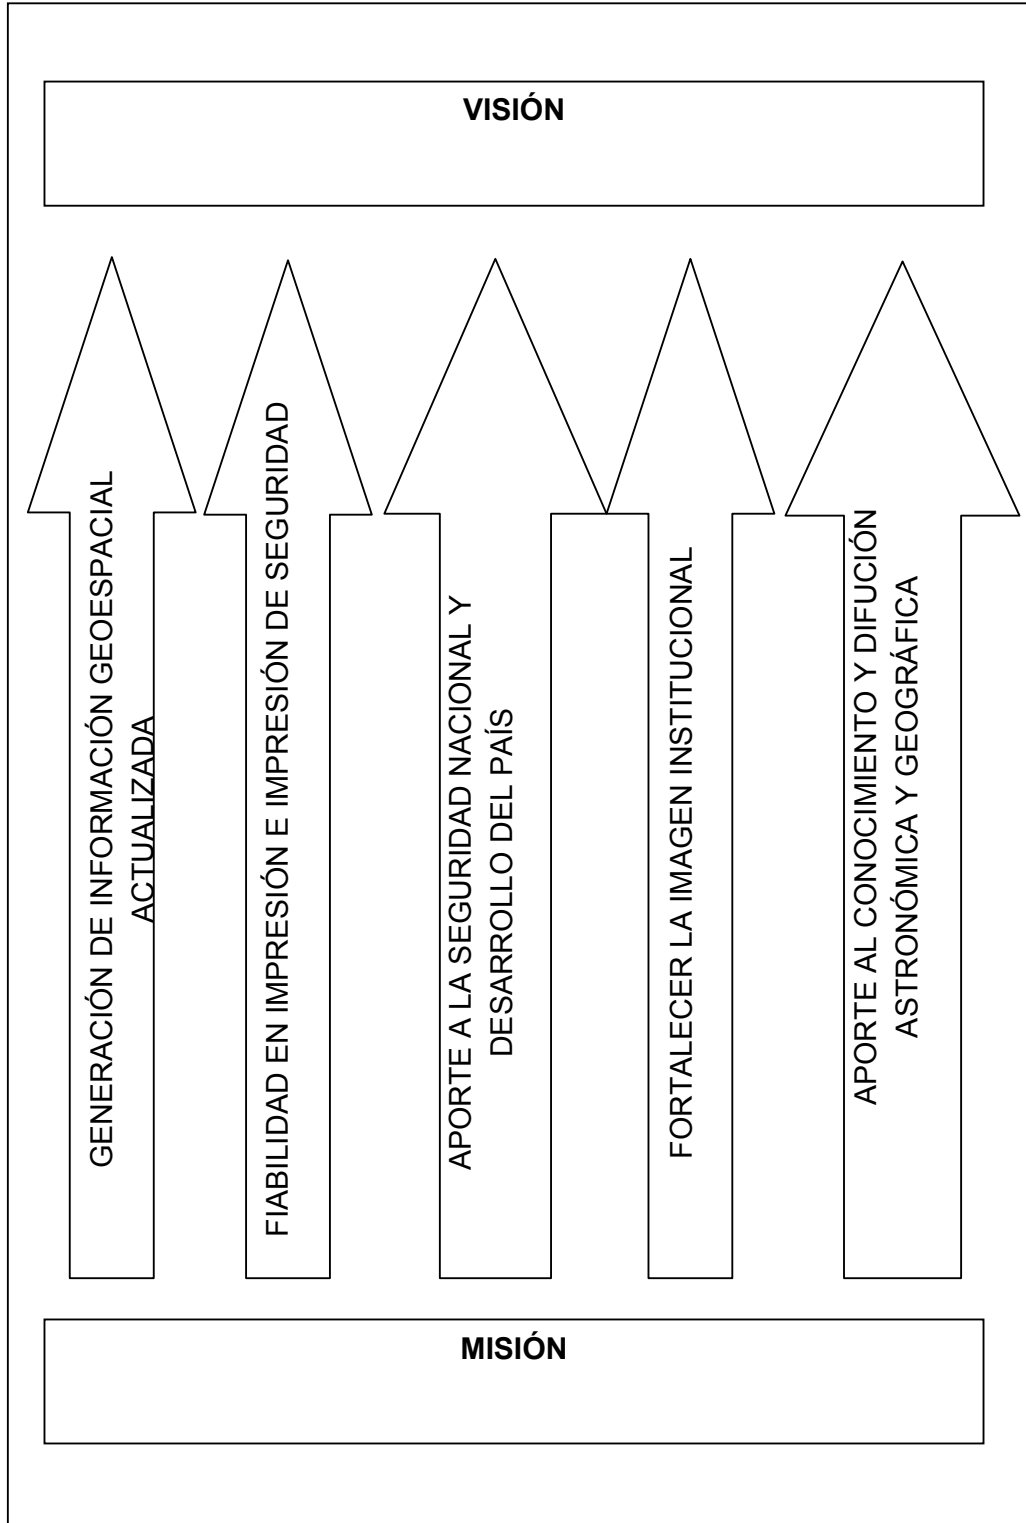 VISIÓN
GENERACIÓN DE INFORMACIÓN GEOESPACIAL
ACTUALIZADA
FIABILIDAD EN IMPRESIÓN E IMPRESIÓN DE SEGURIDAD
APORTE A LA SEGURIDAD NACIONAL Y
DESARROLLO DEL PAÍS
FORTALECER LA IMAGEN INSTITUCIONAL
APORTE AL CONOCIMIENTO Y DIFUCIÓN
ASTRONÓMICA Y GEOGRÁFICA
MISIÓN